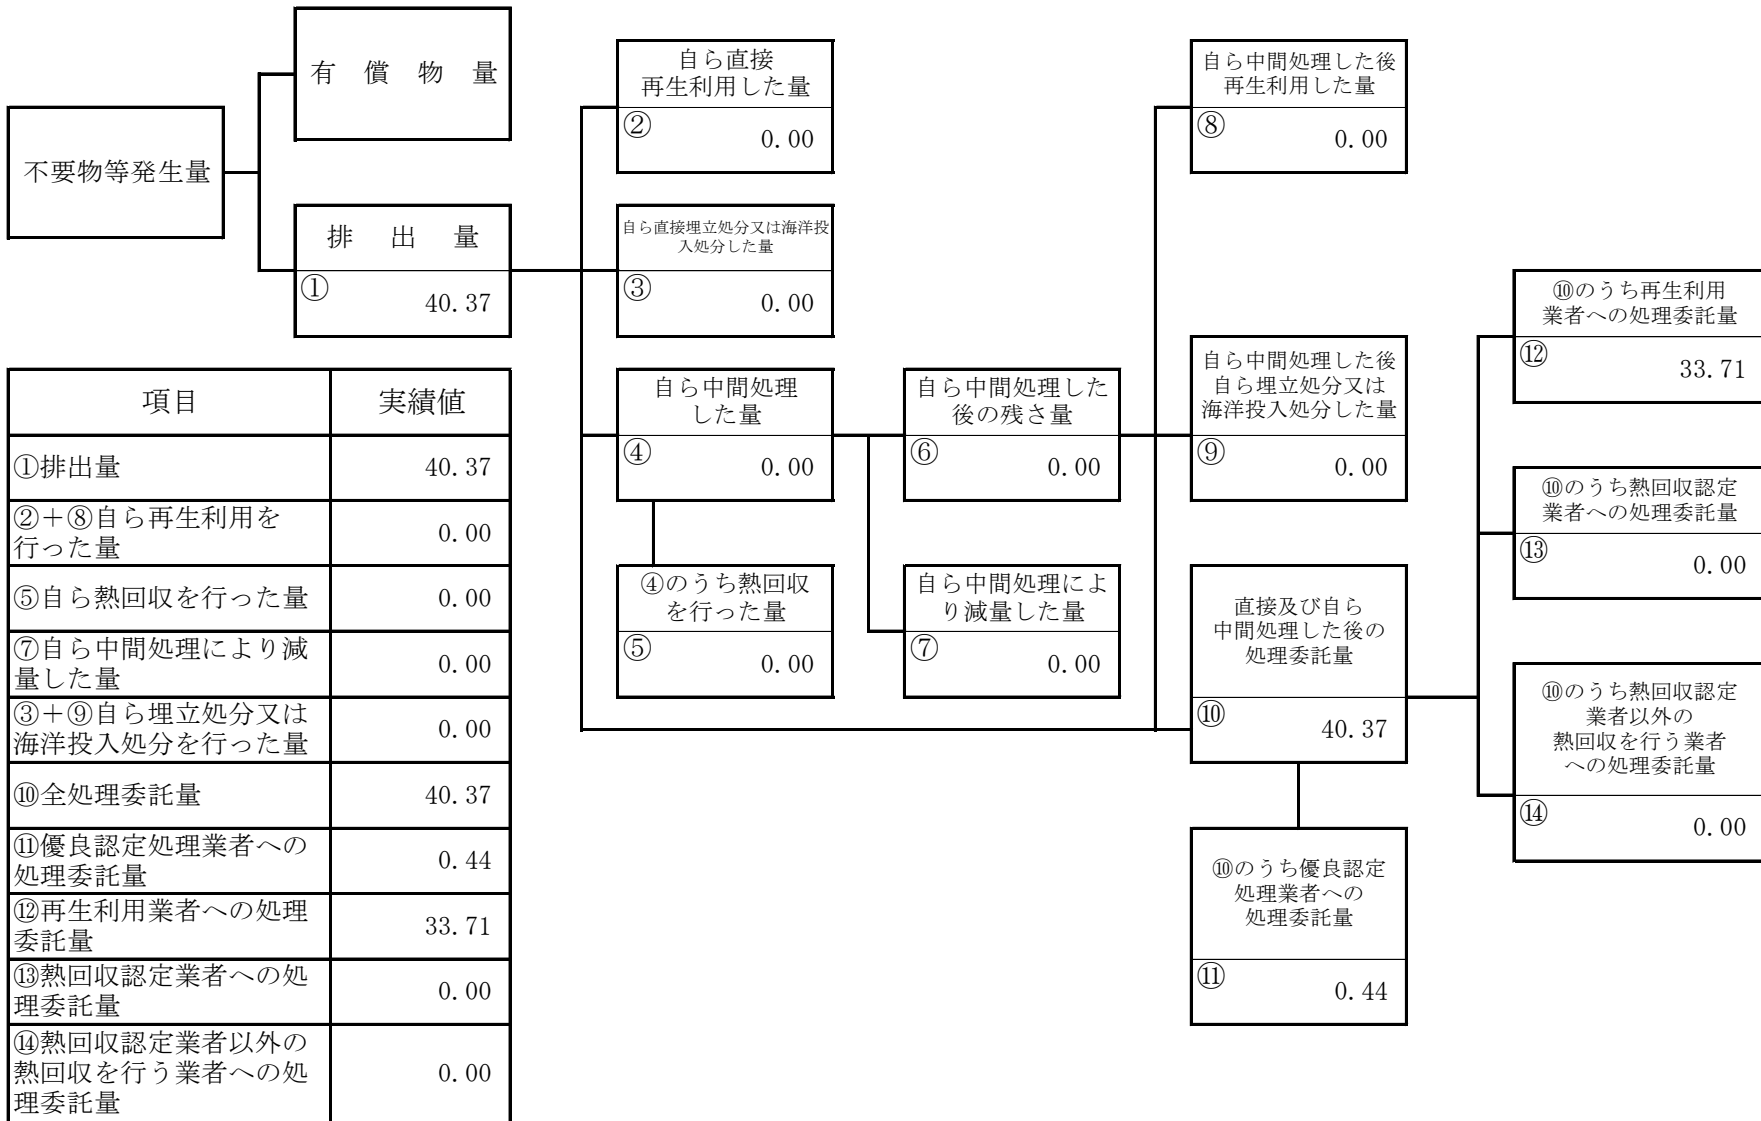 有償物量
不要物等発生量
排出量
①
40.37
自ら直接
再生利用した量
②
0.00
自ら直接埋立処分又は海洋投
入処分した量
③
0.00
自ら中間処理
した量
④
0.00
④のうち熱回収
を行った量
⑤
0.00
自ら中間処理した
後の残さ量
⑥
0.00
自ら中間処理によ
り減量した量
⑦
0.00
自ら中間処理した後
再生利用した量
⑧
0.00
自ら中間処理した後
自ら埋立処分又は
海洋投入処分した量
⑨
0.00
直接及び自ら
中間処理した後の
処理委託量
⑩
40.37
⑩のうち優良認定
処理業者への
処理委託量
⑪
0.44
⑩のうち再生利用
業者への処理委託量
⑫
33.71
⑩のうち熱回収認定
業者への処理委託量
⑬
0.00
⑩のうち熱回収認定
業者以外の
熱回収を行う業者
への処理委託量
⑭
0.00
項目 実績値
①排出量 40.37
②＋⑧自ら再生利用を
行った量 0.00
⑤自ら熱回収を行った量 0.00
⑦自ら中間処理により減
量した量 0.00
③＋⑨自ら埋立処分又は
海洋投入処分を行った量 0.00
⑩全処理委託量 40.37
⑪優良認定処理業者への
処理委託量 0.44
⑫再生利用業者への処理
委託量 33.71
⑬熱回収認定業者への処
理委託量 0.00
⑭熱回収認定業者以外の
熱回収を行う業者への処 0.00
理委託量